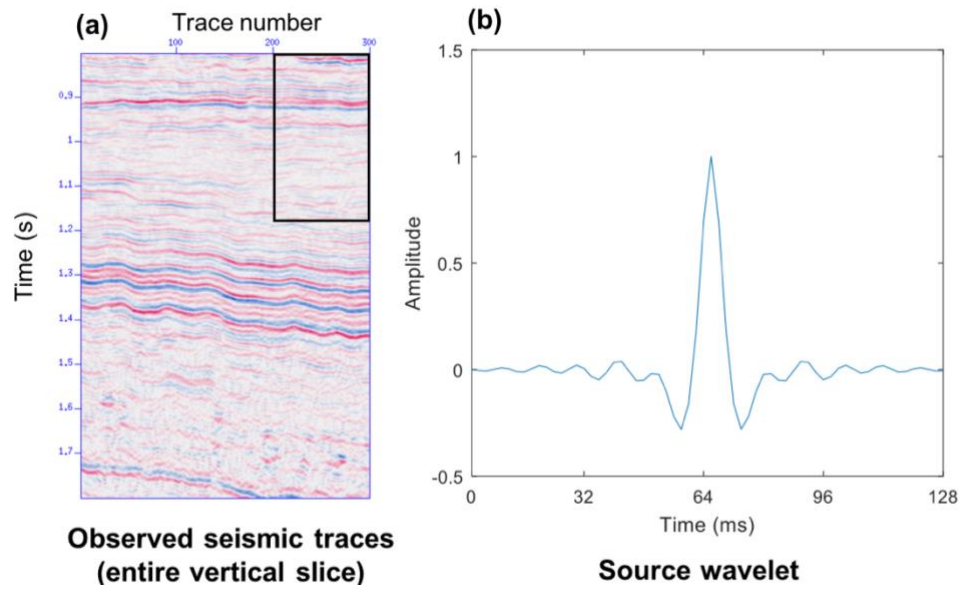 (a)
Trace number
100 200 300
Time (s)
0.9
1
1.1
1.2
1.3
1.4
1.5
1.6
1.7
Observed seismic traces
(entire vertical slice)
(b)
Amplitude
1.5
1
0.5
0
-0.5
0 32 64 96 128
Time (ms)
Source wavelet